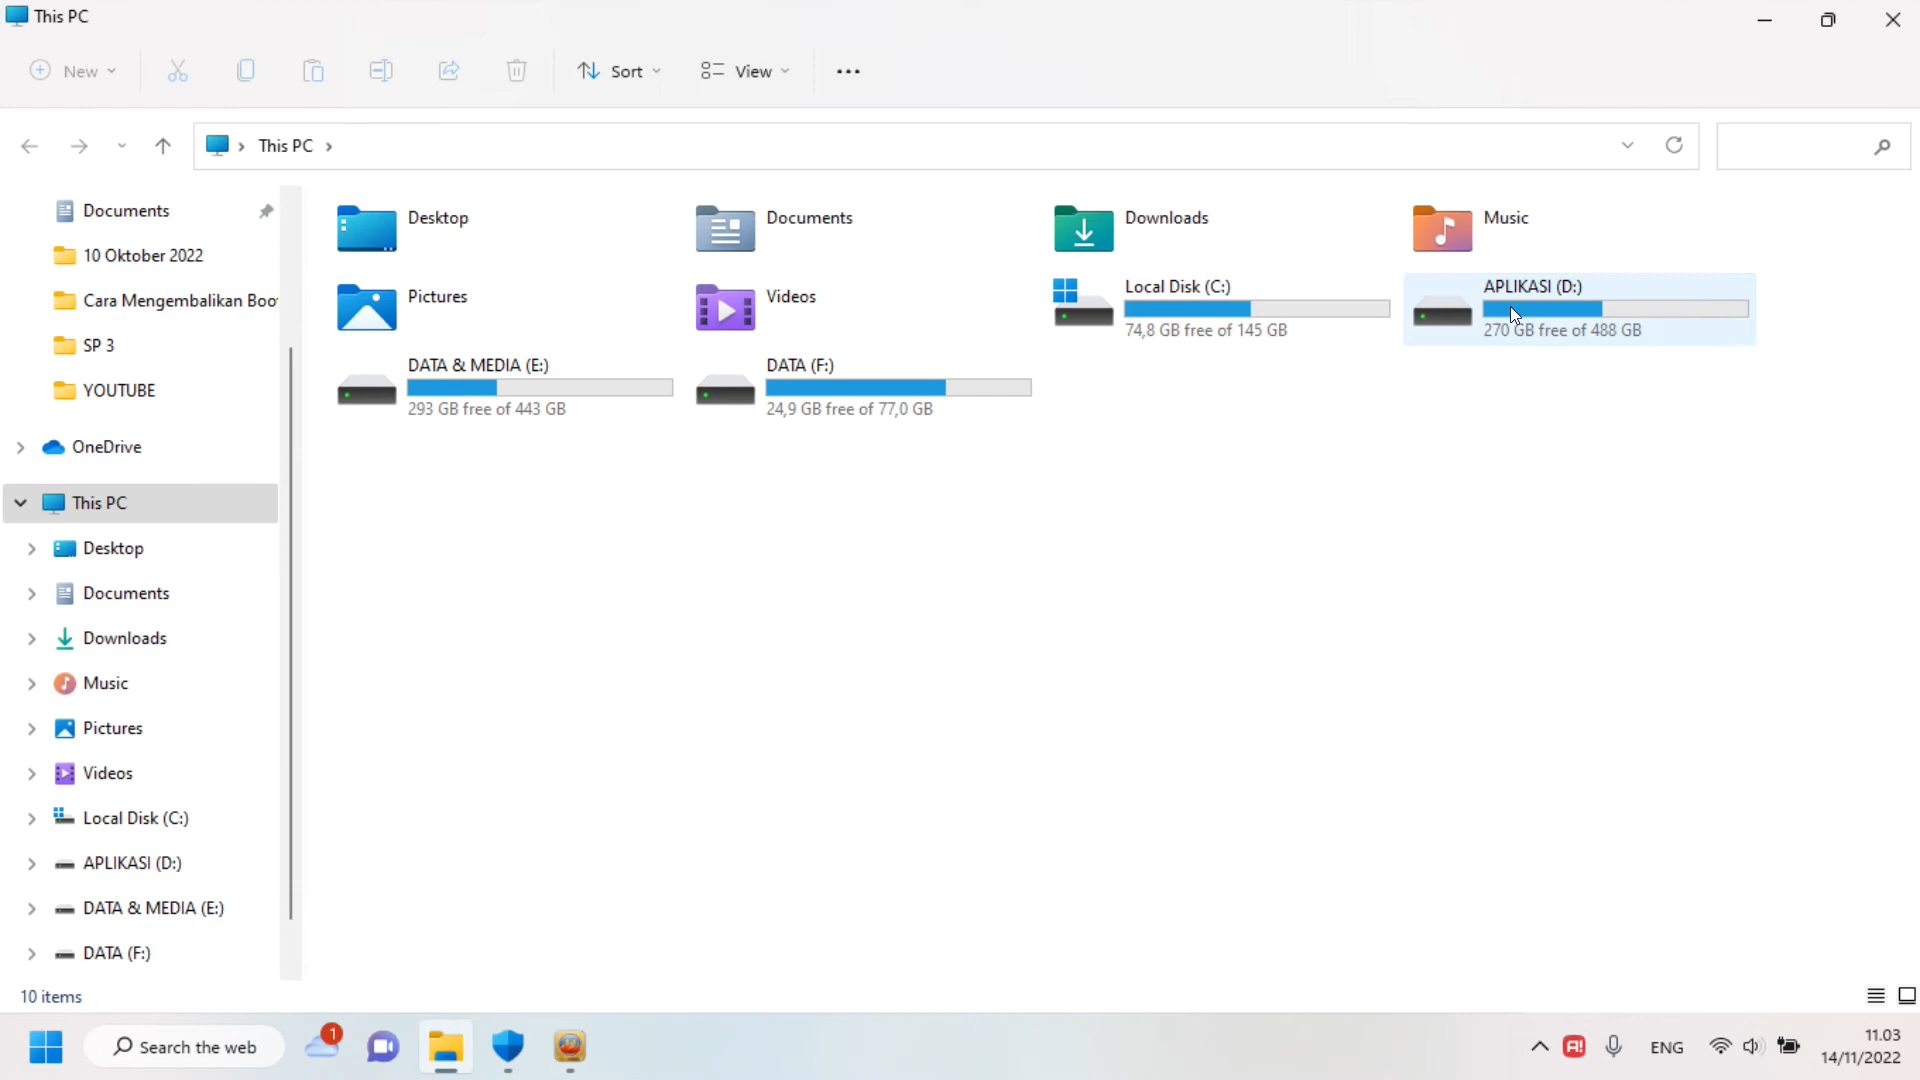 This PC
New
Sort
View
This PC
Documents
10 Oktober 2022
Cara Mengembalikan Boo
SP 3
YOUTUBE
OneDrive
This PC
Desktop
Documents
Downloads
Music
Pictures
Videos
Local Disk (C:)
APLIKASI (D:)
DATA & MEDIA (E:)
DATA (F:)
Desktop
Documents
Downloads
Music
Pictures
Videos
Local Disk (C:)
74,8 GB free of 145 GB
APLIKASI (D:)
270 GB free of 488 GB
DATA & MEDIA (E:)
293 GB free of 443 GB
DATA (F:)
24,9 GB free of 77,0 GB
10 items
Search the web
1
A!
ENG
11.03
14/11/2022